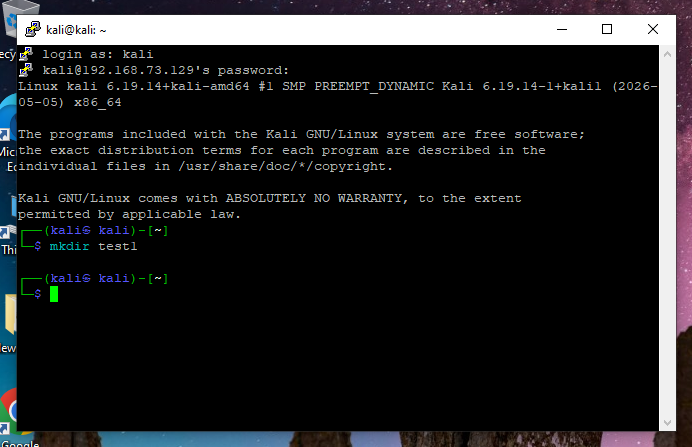 kali@kali: ~
login as: kali
kali@192.168.73.129's password:
Linux kali 6.19.14+kali-amd64 #1 SMP PREEMPT_DYNAMIC Kali 6.19.14-1+kali1 (2026-
05-05) x86_64
The programs included with the Kali GNU/Linux system are free software;
the exact distribution terms for each program are described in the
individual files in /usr/share/doc/*/copyright.
Kali GNU/Linux comes with ABSOLUTELY NO WARRANTY, to the extent
permitted by applicable law.
┌──(kali㉿ kali)-[~]
└─$ mkdir test1
┌──(kali㉿ kali)-[~]
└─$
ecy
Mic
Ed
Thi
ew
Google